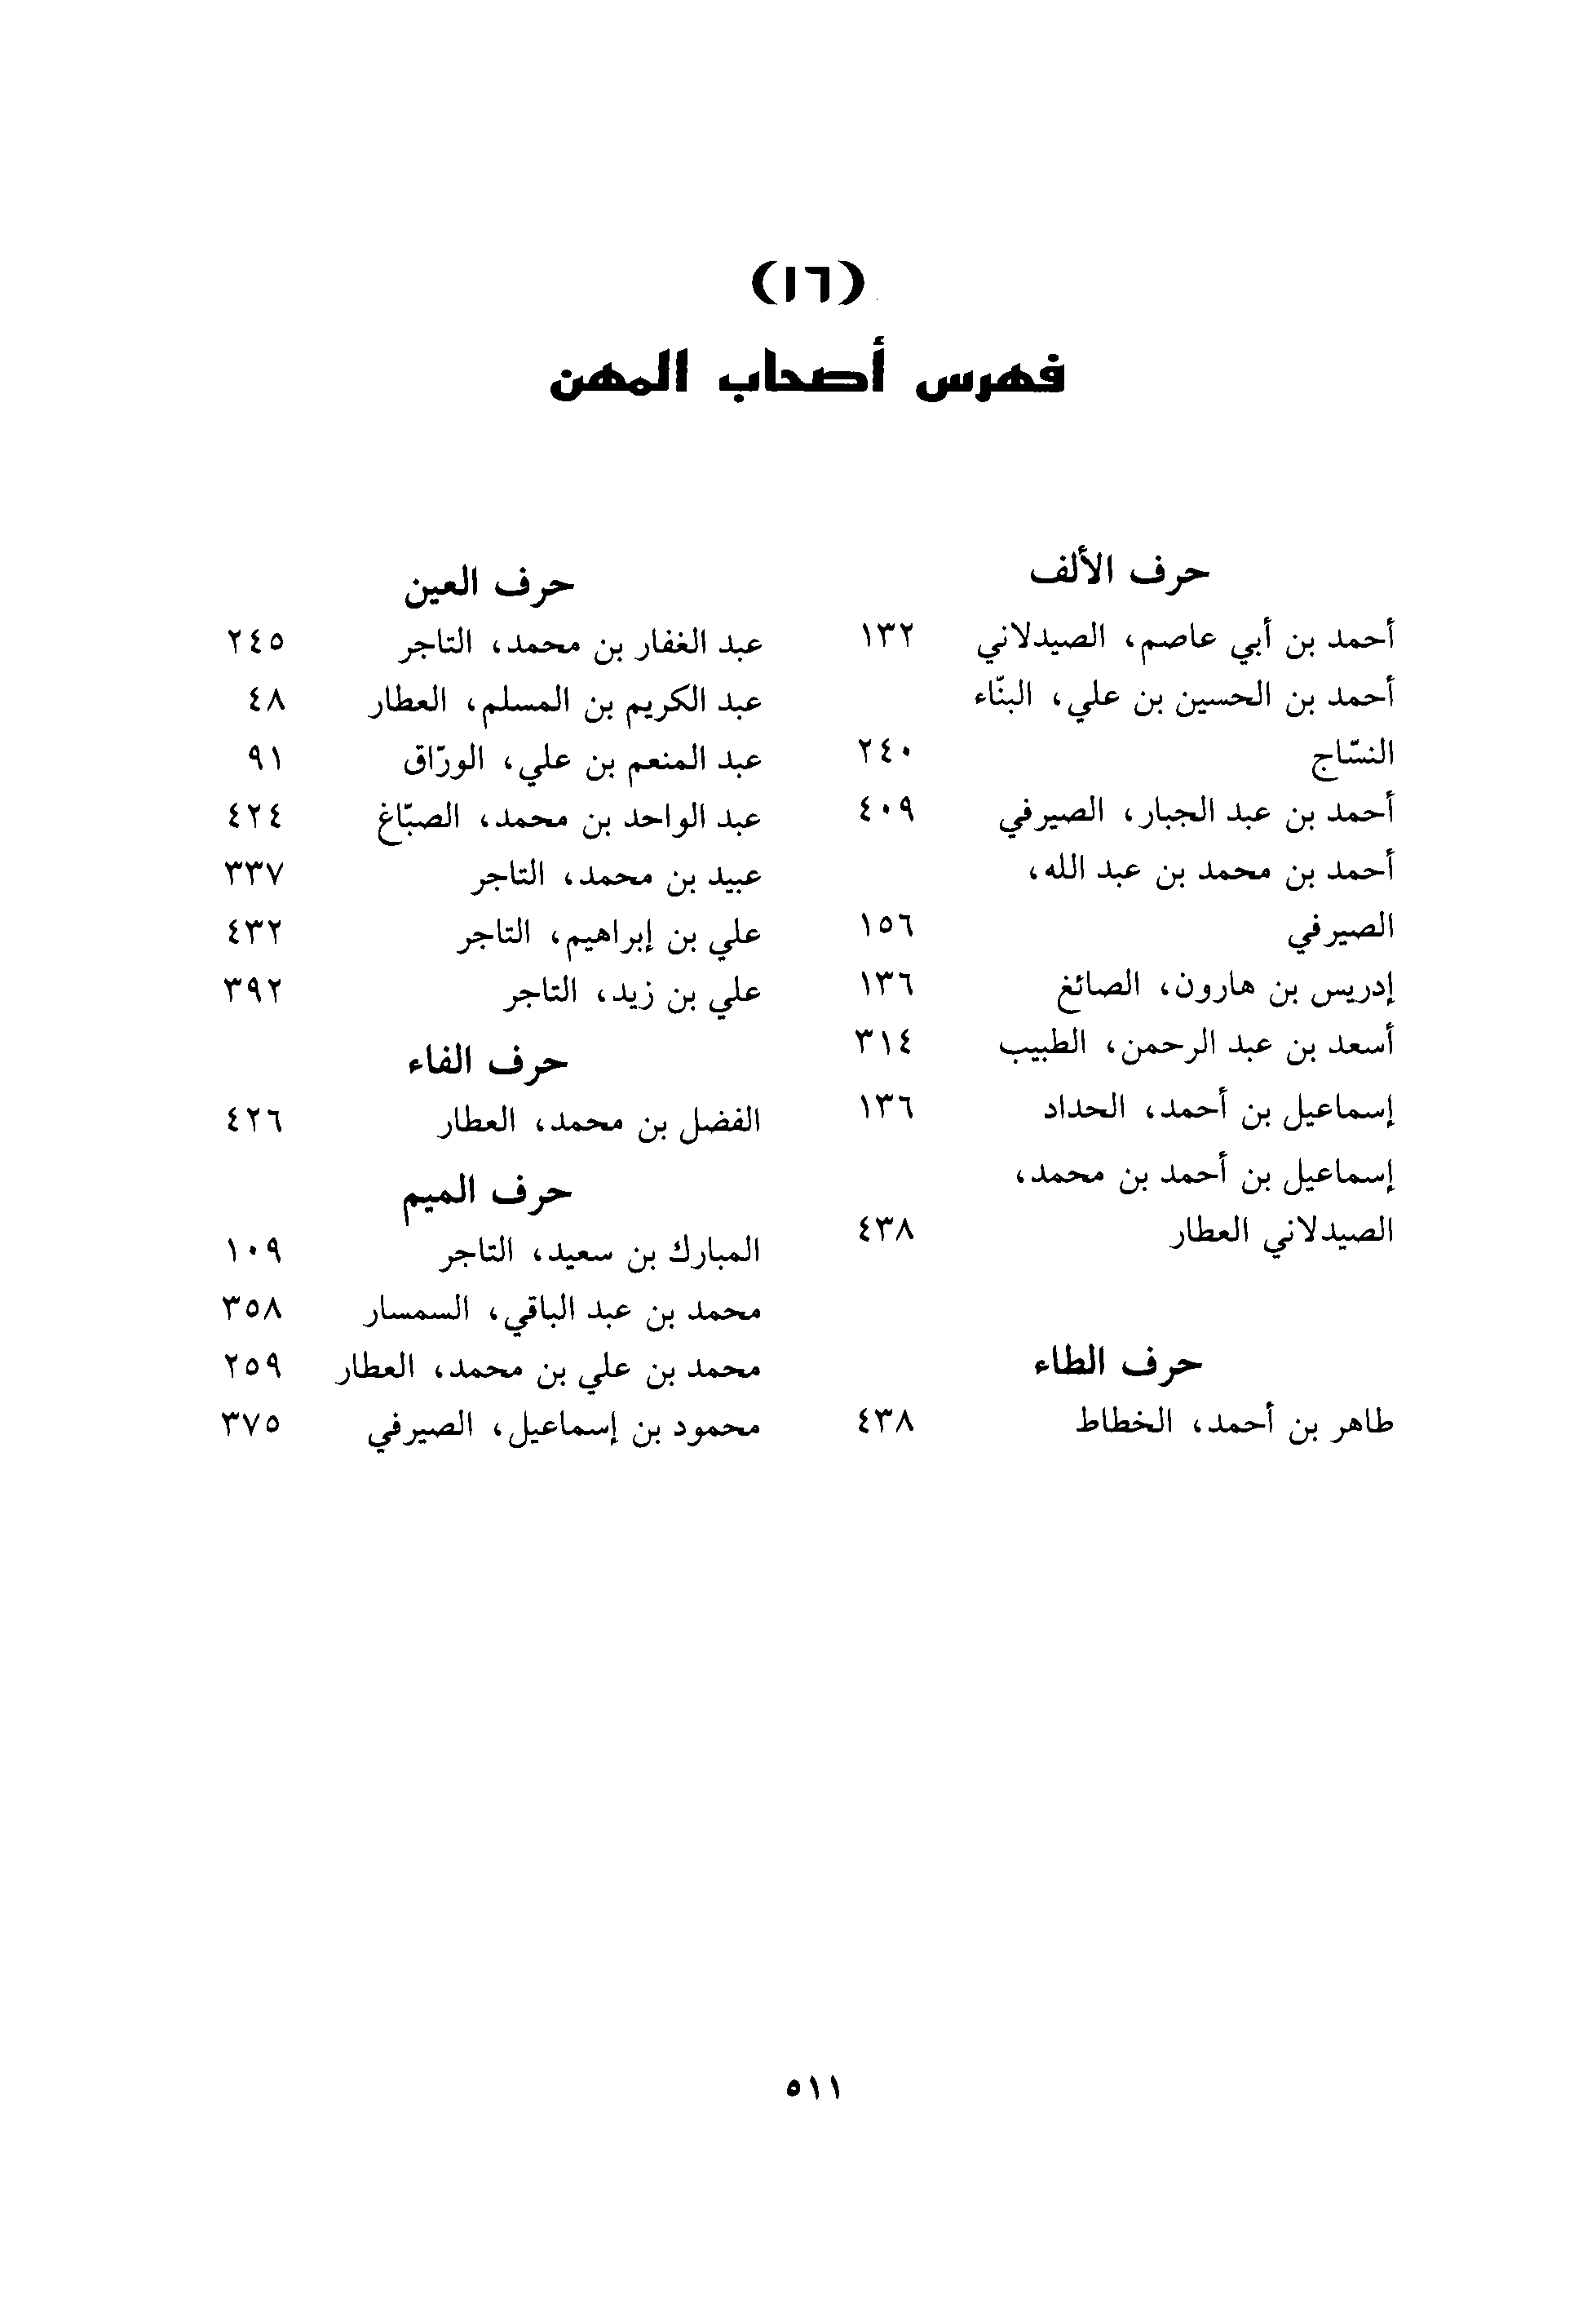 (١٦)
فهرس أصحاب المهن
حرف الألف
أحمد بن أبي عاصم، الصيدلاني ١٣٢
أحمد بن الحسين بن علي، البنّاء
النسّاج ٢٤٠
أحمد بن عبد الجبار، الصيرفي ٤٠٩
أحمد بن محمد بن عبد الله،
الصيرفي ١٥٦
إدريس بن هارون، الصائغ ١٣٦
أسعد بن عبد الرحمن، الطبيب ٣١٤
إسماعيل بن أحمد، الحداد ١٣٦
إسماعيل بن أحمد بن محمد،
الصيدلاني العطار ٤٣٨
حرف الطاء
طاهر بن أحمد، الخطاط ٤٣٨
حرف العين
عبد الغفار بن محمد، التاجر ٢٤٥
عبد الكريم بن المسلم، العطار ٤٨
عبد المنعم بن علي، الورّاق ٩١
عبد الواحد بن محمد، الصبّاغ ٤٢٤
عبيد بن محمد، التاجر ٣٣٧
علي بن إبراهيم، التاجر ٤٣٢
علي بن زيد، التاجر ٣٩٢
حرف الفاء
الفضل بن محمد، العطار ٤٢٦
حرف الميم
المبارك بن سعيد، التاجر ١٠٩
محمد بن عبد الباقي، السمسار ٣٥٨
محمد بن علي بن محمد، العطار ٢٥٩
محمود بن إسماعيل، الصيرفي ٣٧٥
٥١١